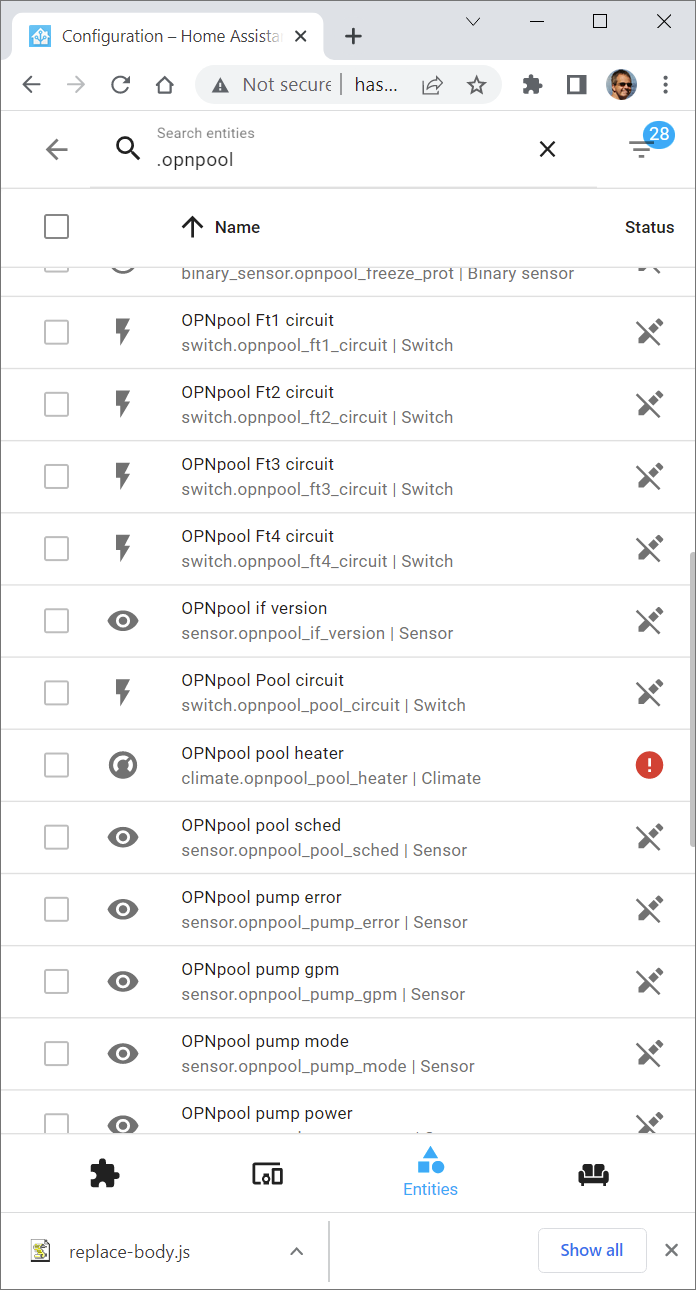 Configuration – Home Assista
Not secure
has...
Search entities
.opnpool
28
Name
Status
binary_sensor.opnpool_freeze_prot | Binary sensor
OPNpool Ft1 circuit
switch.opnpool_ft1_circuit | Switch
OPNpool Ft2 circuit
switch.opnpool_ft2_circuit | Switch
OPNpool Ft3 circuit
switch.opnpool_ft3_circuit | Switch
OPNpool Ft4 circuit
switch.opnpool_ft4_circuit | Switch
OPNpool if version
sensor.opnpool_if_version | Sensor
OPNpool Pool circuit
switch.opnpool_pool_circuit | Switch
OPNpool pool heater
climate.opnpool_pool_heater | Climate
OPNpool pool sched
sensor.opnpool_pool_sched | Sensor
OPNpool pump error
sensor.opnpool_pump_error | Sensor
OPNpool pump gpm
sensor.opnpool_pump_gpm | Sensor
OPNpool pump mode
sensor.opnpool_pump_mode | Sensor
OPNpool pump power
Entities
replace-body.js
Show all